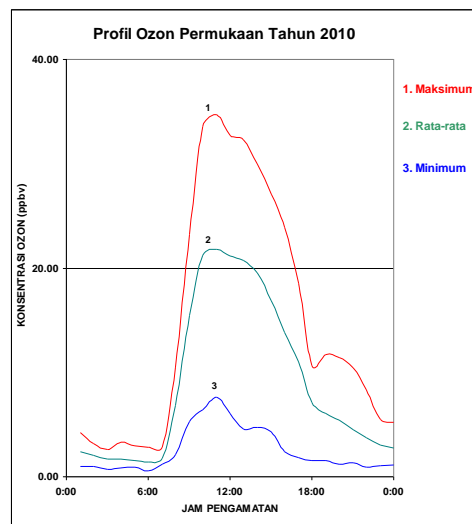 Profil Ozon Permukaan Tahun 2010
40.00
20.00
0.00
KONSENTRASI OZON (ppbv)
1
2
3
1. Maksimum
2. Rata-rata
3. Minimum
0:00 6:00 12:00 18:00 0:00
JAM PENGAMATAN